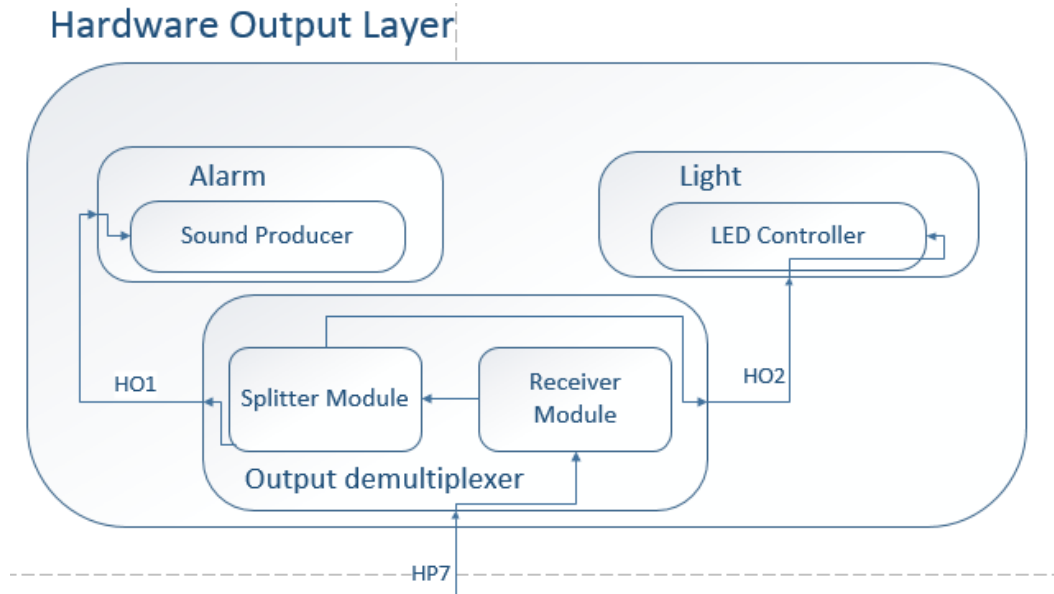 Hardware Output Layer
Alarm
Light
Sound Producer
LED Controller
HO1
HO2
Splitter Module
Receiver
Module
Output demultiplexer
HP7